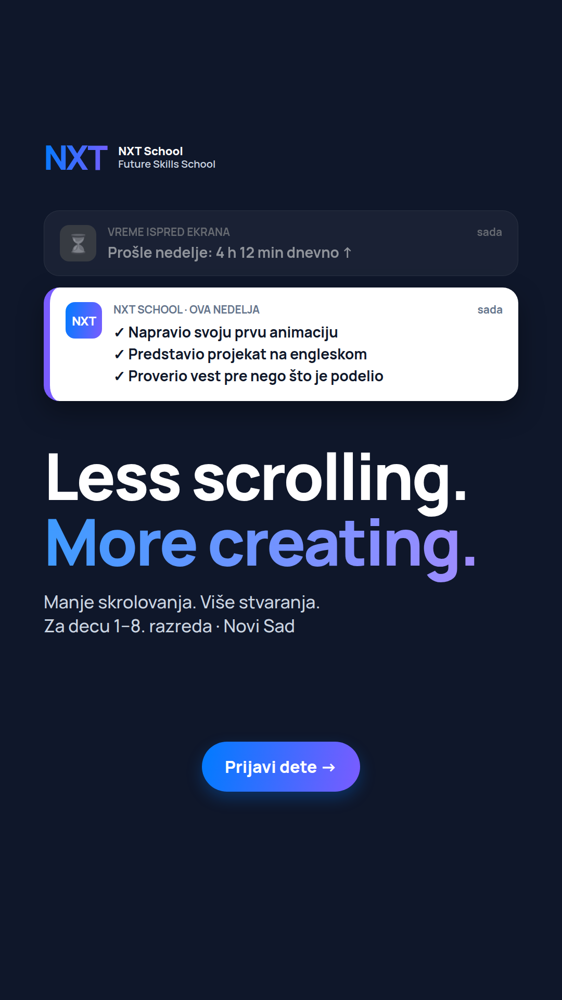 NXT
NXT School
Future Skills School
VREME ISPRED EKRANA sada
Prošle nedelje: 4 h 12 min dnevno ↑
NXT
NXT SCHOOL · OVA NEDELJA sada
✓ Napravio svoju prvu animaciju
✓ Predstavio projekat na engleskom
✓ Proverio vest pre nego što je podelio
Less scrolling.
More creating.
Manje skrolovanja. Više stvaranja.
Za decu 1–8. razreda · Novi Sad
Prijavi dete →